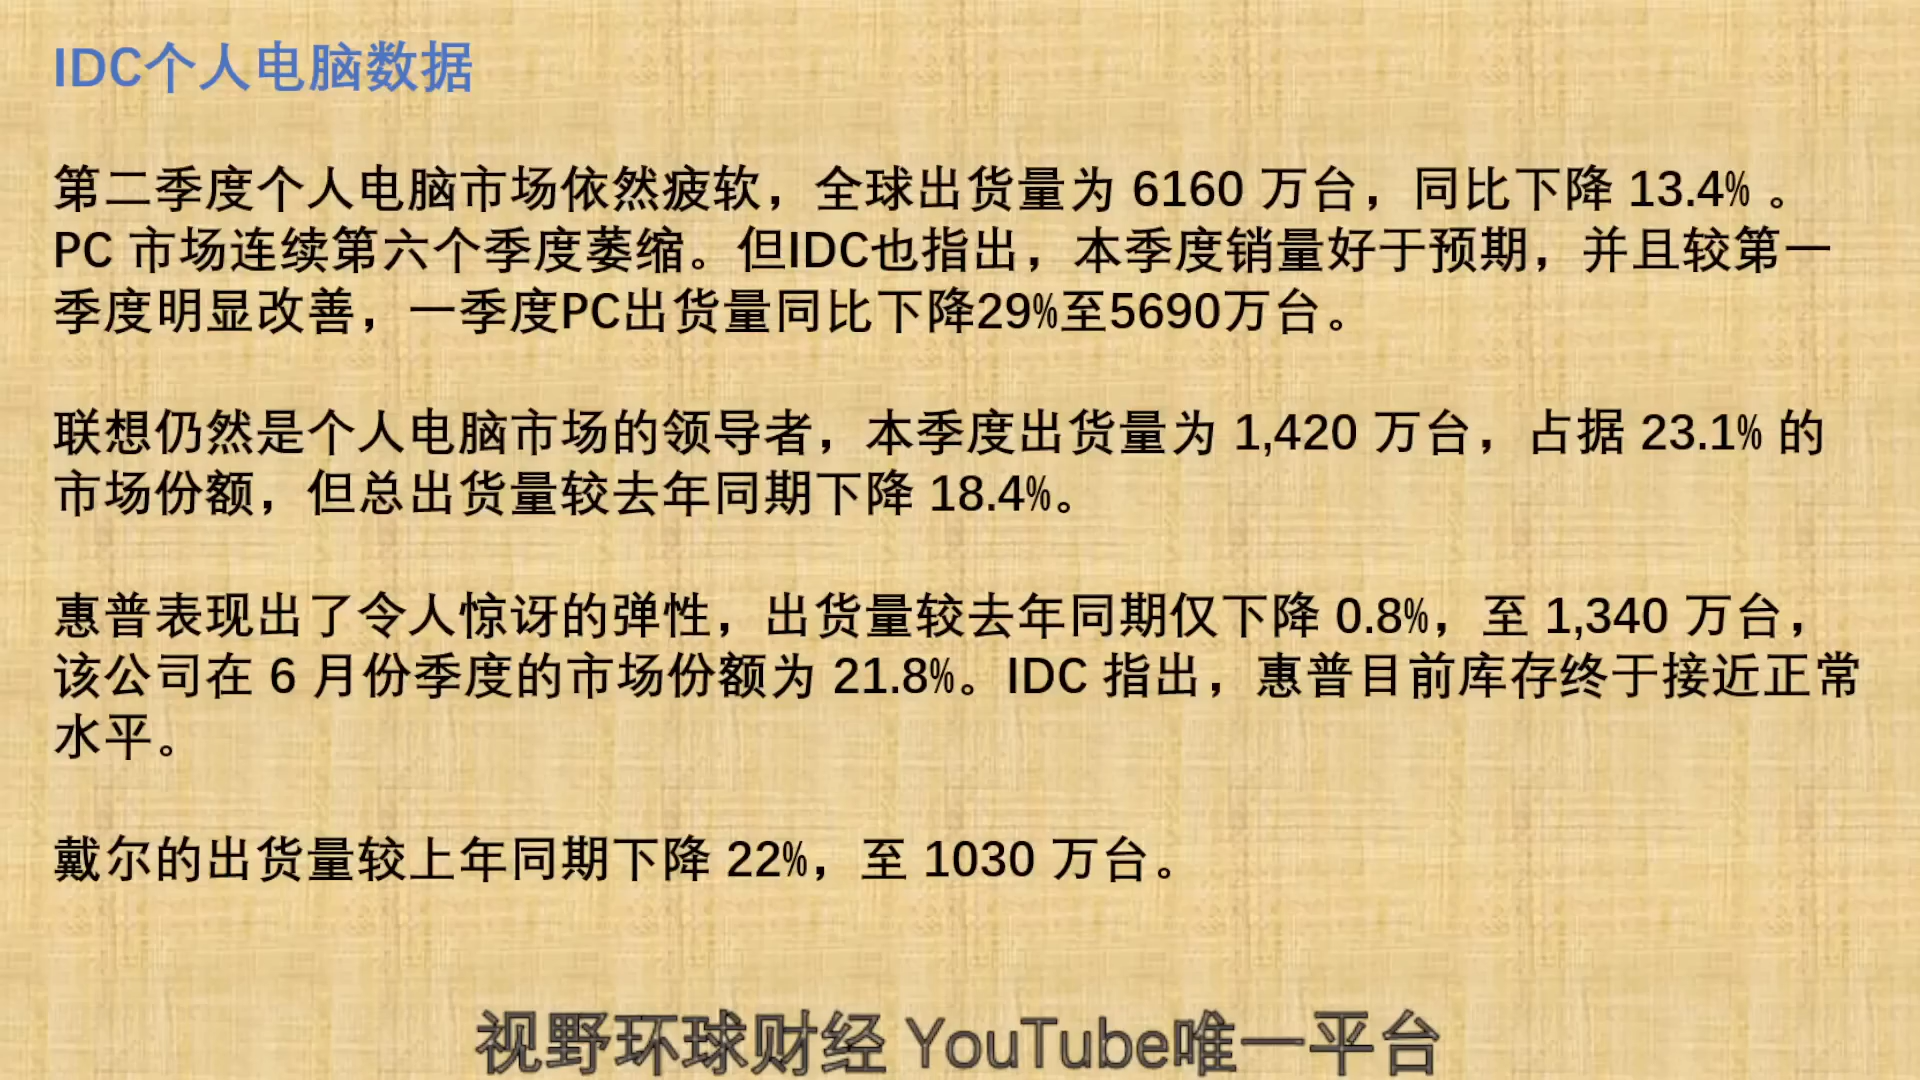 IDC个人电脑数据
第二季度个人电脑市场依然疲软，全球出货量为 6160 万台，同比下降 13.4% 。
PC 市场连续第六个季度萎缩。但IDC也指出，本季度销量好于预期，并且较第一
季度明显改善，一季度PC出货量同比下降29%至5690万台。
联想仍然是个人电脑市场的领导者，本季度出货量为 1,420 万台，占据 23.1% 的
市场份额，但总出货量较去年同期下降 18.4%。
惠普表现出了令人惊讶的弹性，出货量较去年同期仅下降 0.8%，至 1,340 万台，
该公司在 6 月份季度的市场份额为 21.8%。IDC 指出，惠普目前库存终于接近正常
水平。
戴尔的出货量较上年同期下降 22%，至 1030 万台。
视野环球财经 YouTube唯一平台